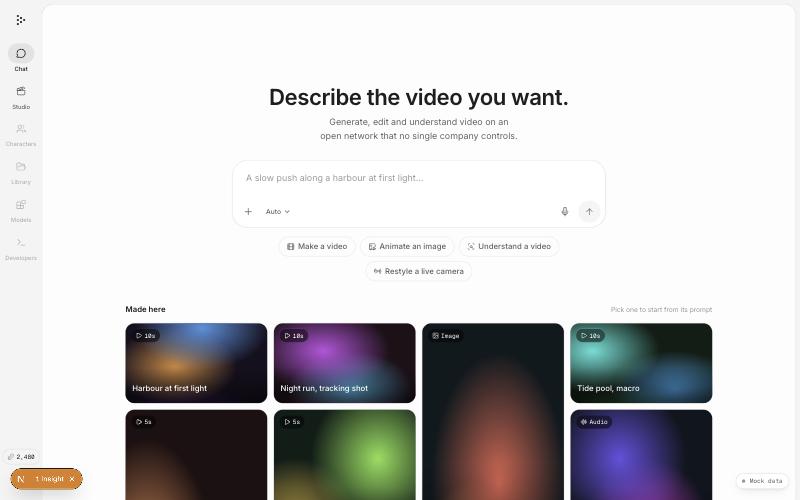 Chat
Studio
Characters
Library
Models
Developers
2,480
N
1 Insight ×
Describe the video you want.
Generate, edit and understand video on an
open network that no single company controls.
A slow push along a harbour at first light...
Auto
Make a video
Animate an image
Understand a video
Restyle a live camera
Made here
Pick one to start from its prompt
10s
Harbour at first light
10s
Night run, tracking shot
Image
10s
Tide pool, macro
5s
5s
Audio
Mock data